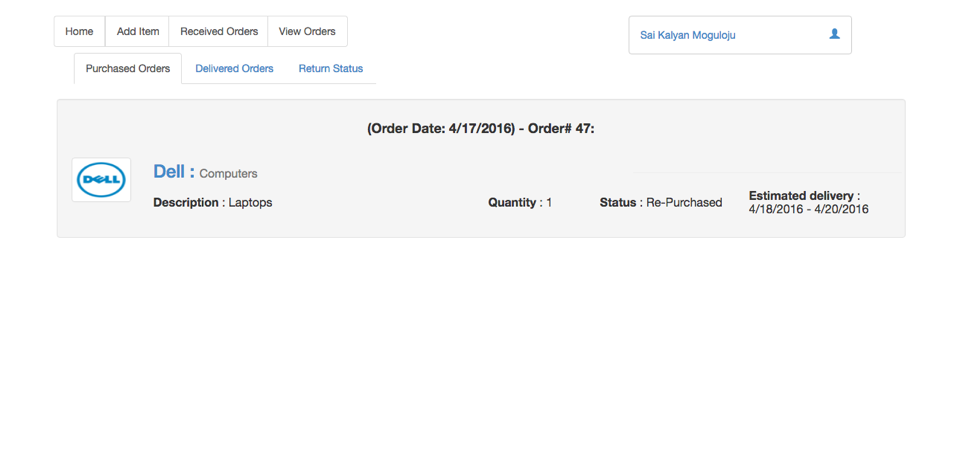 Home Add Item Received Orders View Orders Sai Kalyan Moguloju
Purchased Orders Delivered Orders Return Status
(Order Date: 4/17/2016) - Order# 47:
DELL Dell : Computers
Description : Laptops Quantity : 1 Status : Re-Purchased Estimated delivery :
4/18/2016 - 4/20/2016